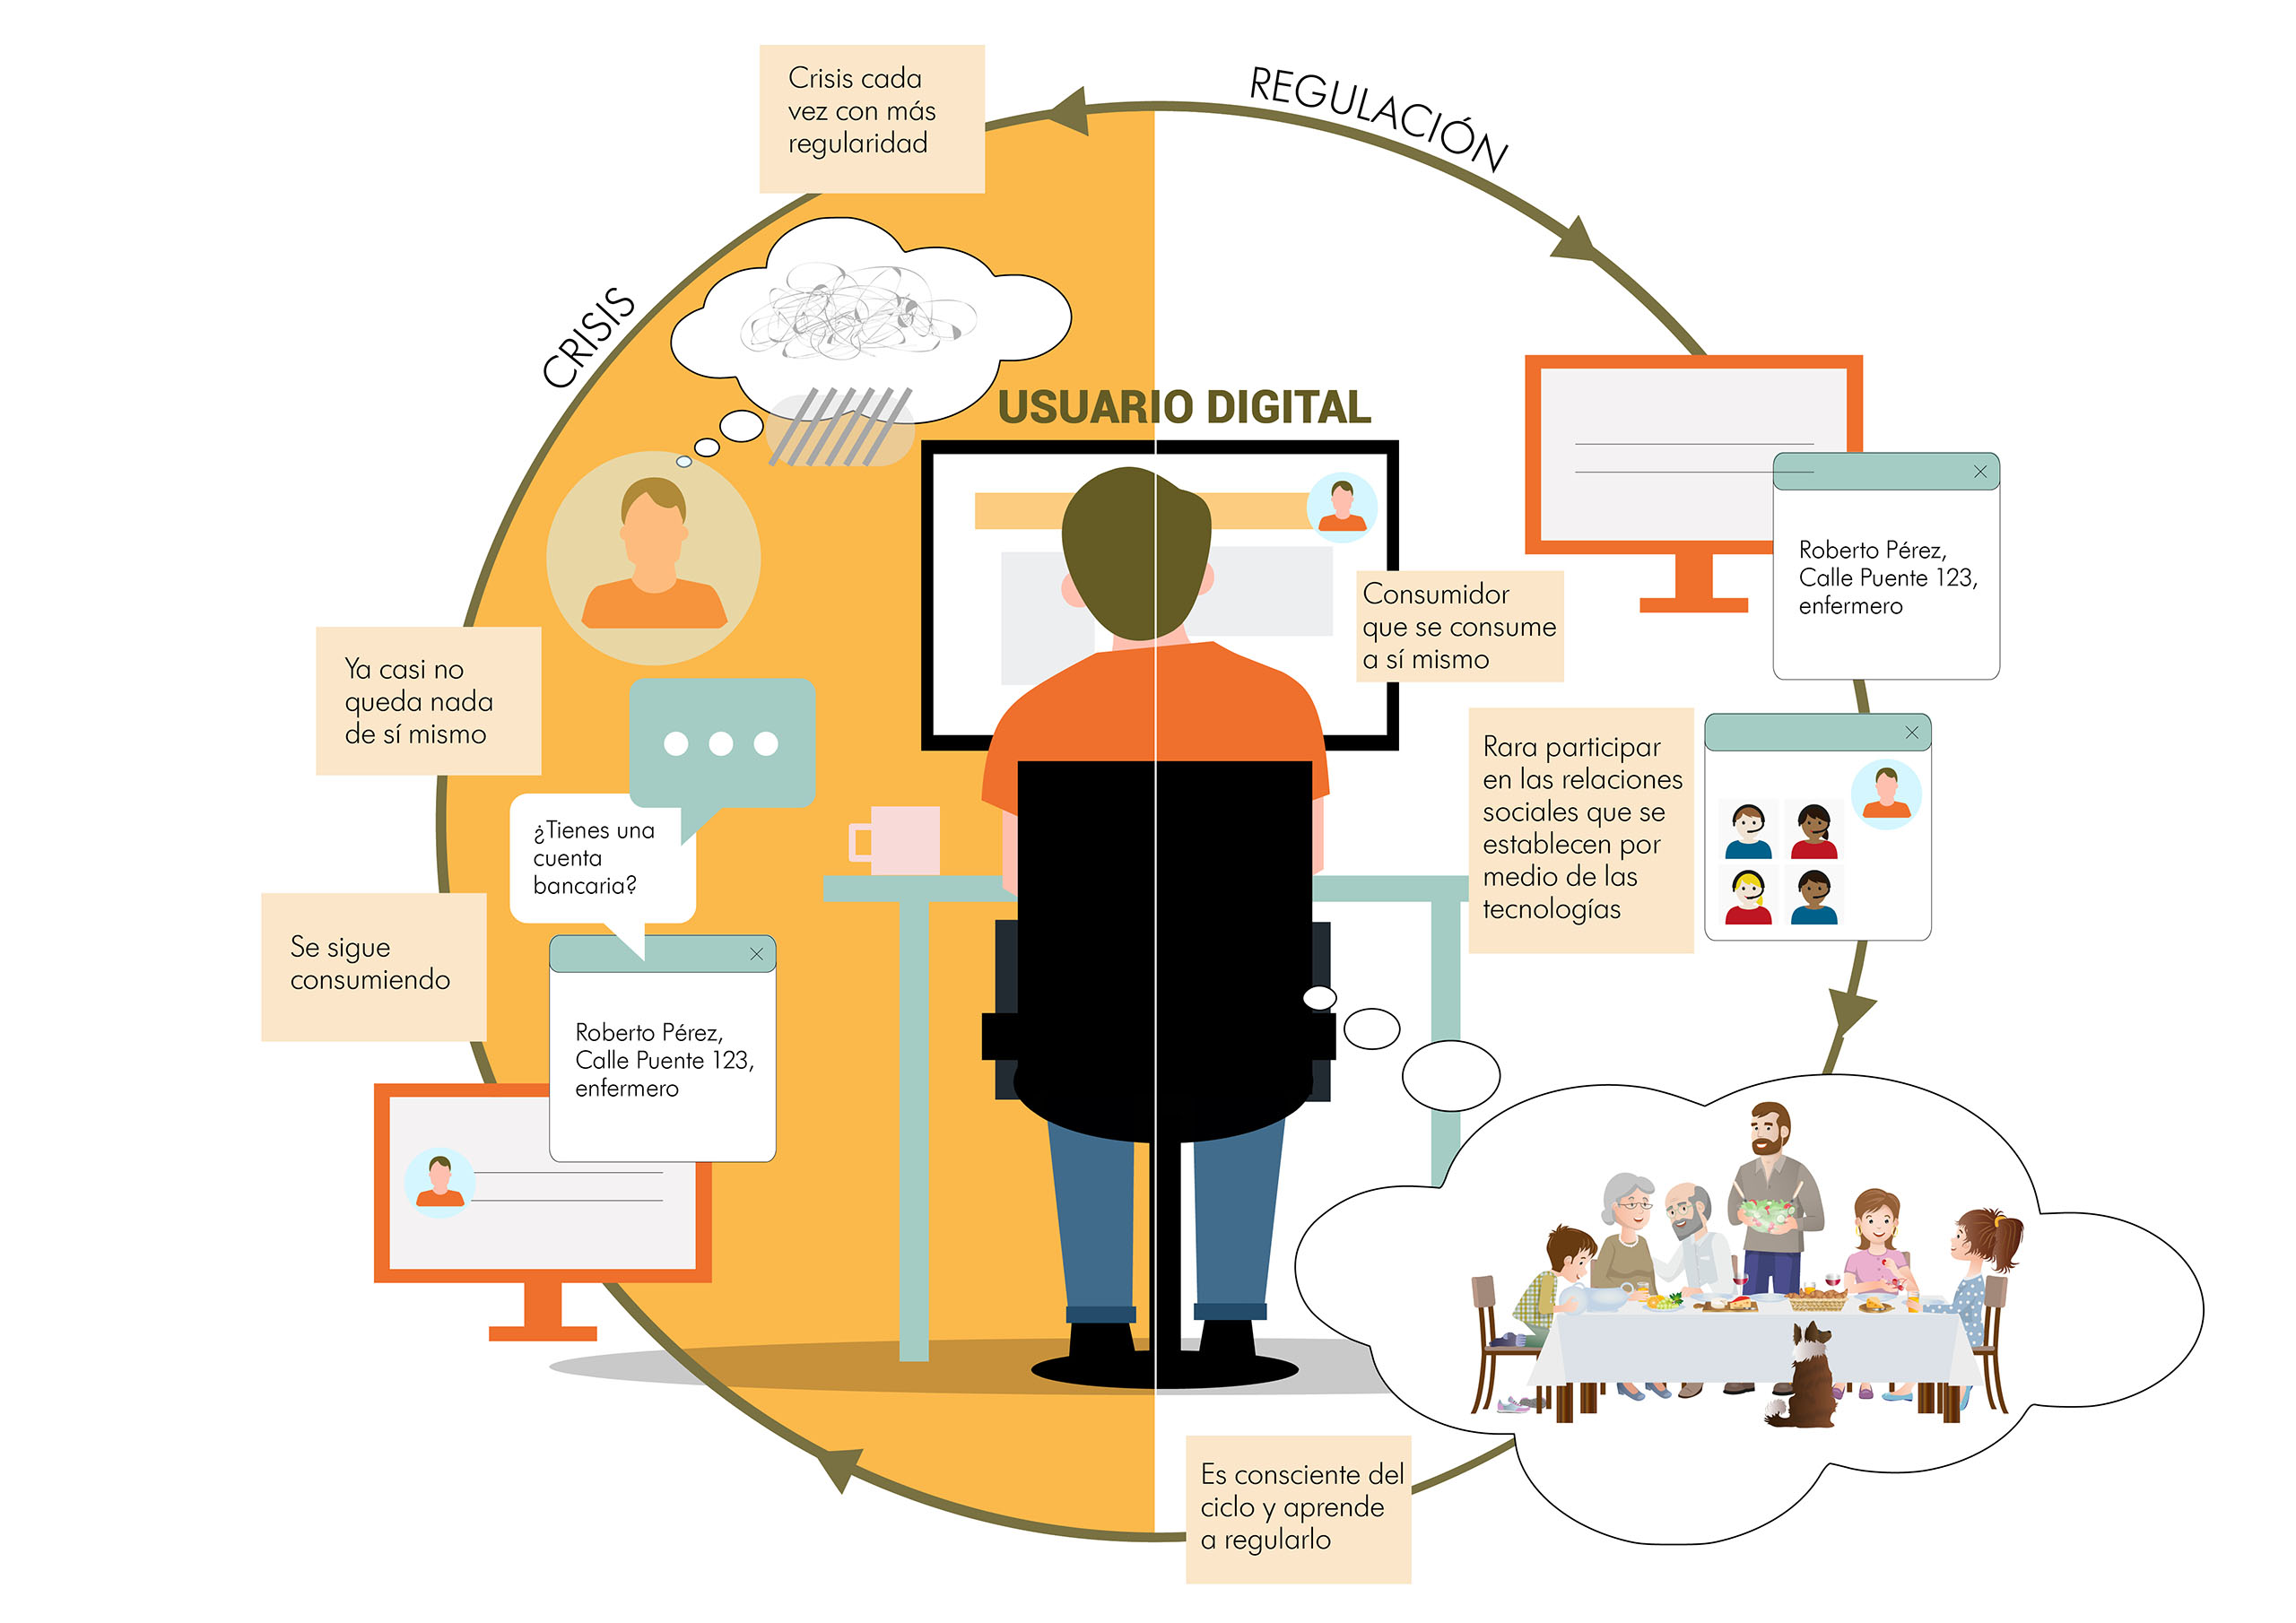 Crisis cada
vez con más
regularidad
REGULACIÓN
CRISIS
USUARIO DIGITAL
Roberto Pérez,
Calle Puente 123,
enfermero
Consumidor
que se consume
a sí mismo
Ya casi no
queda nada
de sí mismo
Rara participar
en las relaciones
sociales que se
establecen por
medio de las
tecnologías
¿Tienes una
cuenta
bancaria?
Se sigue
consumiendo
Roberto Pérez,
Calle Puente 123,
enfermero
Es consciente del
ciclo y aprende
a regularlo